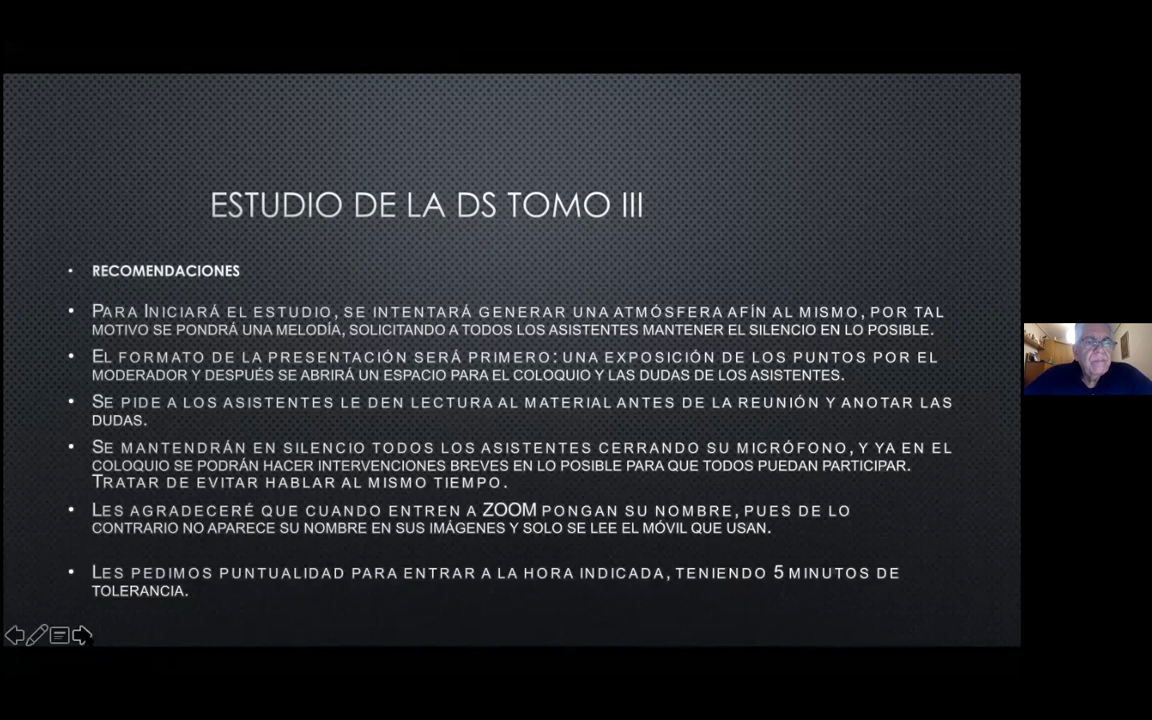 ESTUDIO DE LA DS TOMO III
• RECOMENDACIONES
• PARA INICIARÁ EL ESTUDIO, SE INTENTARÁ GENERAR UNA ATMÓSFERA AFÍN AL MISMO, POR TAL
MOTIVO SE PONDRÁ UNA MELODÍA, SOLICITANDO A TODOS LOS ASISTENTES MANTENER EL SILENCIO EN LO POSIBLE.
• EL FORMATO DE LA PRESENTACIÓN SERÁ PRIMERO: UNA EXPOSICIÓN DE LOS PUNTOS POR EL
MODERADOR Y DESPUÉS SE ABRIRÁ UN ESPACIO PARA EL COLOQUIO Y LAS DUDAS DE LOS ASISTENTES.
• SE PIDE A LOS ASISTENTES LE DEN LECTURA AL MATERIAL ANTES DE LA REUNIÓN Y ANOTAR LAS
DUDAS.
• SE MANTENDRÁN EN SILENCIO TODOS LOS ASISTENTES CERRANDO SU MICRÓFONO, Y YA EN EL
COLOQUIO SE PODRÁN HACER INTERVENCIONES BREVES EN LO POSIBLE PARA QUE TODOS PUEDAN PARTICIPAR.
TRATAR DE EVITAR HABLAR AL MISMO TIEMPO.
• LES AGRADECERÉ QUE CUANDO ENTREN A ZOOM PONGAN SU NOMBRE, PUES DE LO
CONTRARIO NO APARECE SU NOMBRE EN SUS IMÁGENES Y SOLO SE LEE EL MÓVIL QUE USAN.
• LES PEDIMOS PUNTUALIDAD PARA ENTRAR A LA HORA INDICADA, TENIENDO 5 MINUTOS DE
TOLERANCIA.